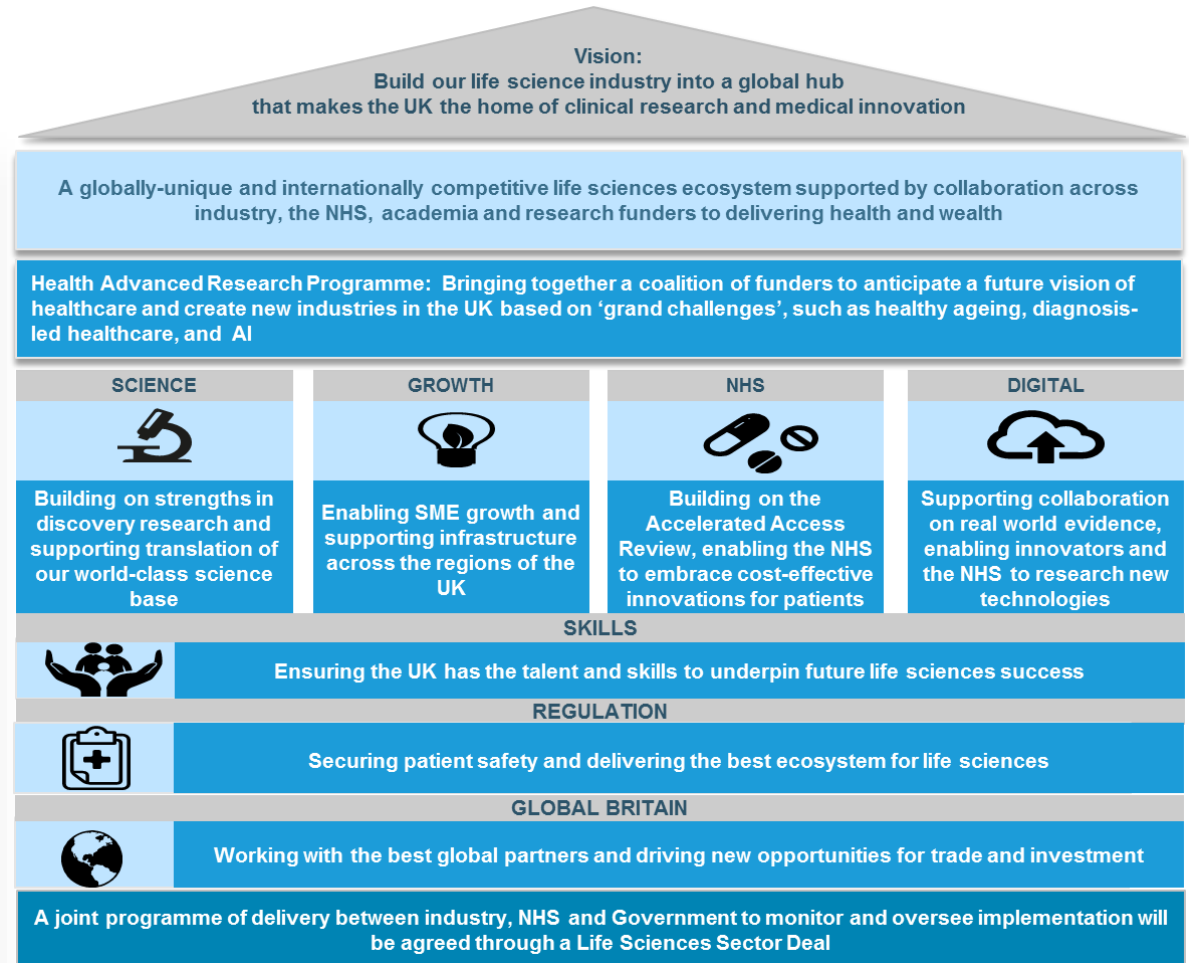 Vision:
Build our life science industry into a global hub
that makes the UK the home of clinical research and medical innovation
A globally-unique and internationally competitive life sciences ecosystem supported by collaboration across
industry, the NHS, academia and research funders to delivering health and wealth
Health Advanced Research Programme: Bringing together a coalition of funders to anticipate a future vision of
healthcare and create new industries in the UK based on ‘grand challenges’, such as healthy ageing, diagnosis-
led healthcare, and AI
SCIENCE
Building on strengths in
discovery research and
supporting translation of
our world-class science
base
GROWTH
Enabling SME growth and
supporting infrastructure
across the regions of the
UK
NHS
Building on the
Accelerated Access
Review, enabling the NHS
to embrace cost-effective
innovations for patients
DIGITAL
Supporting collaboration
on real world evidence,
enabling innovators and
the NHS to research new
technologies
SKILLS
Ensuring the UK has the talent and skills to underpin future life sciences success
REGULATION
Securing patient safety and delivering the best ecosystem for life sciences
GLOBAL BRITAIN
Working with the best global partners and driving new opportunities for trade and investment
A joint programme of delivery between industry, NHS and Government to monitor and oversee implementation will
be agreed through a Life Sciences Sector Deal